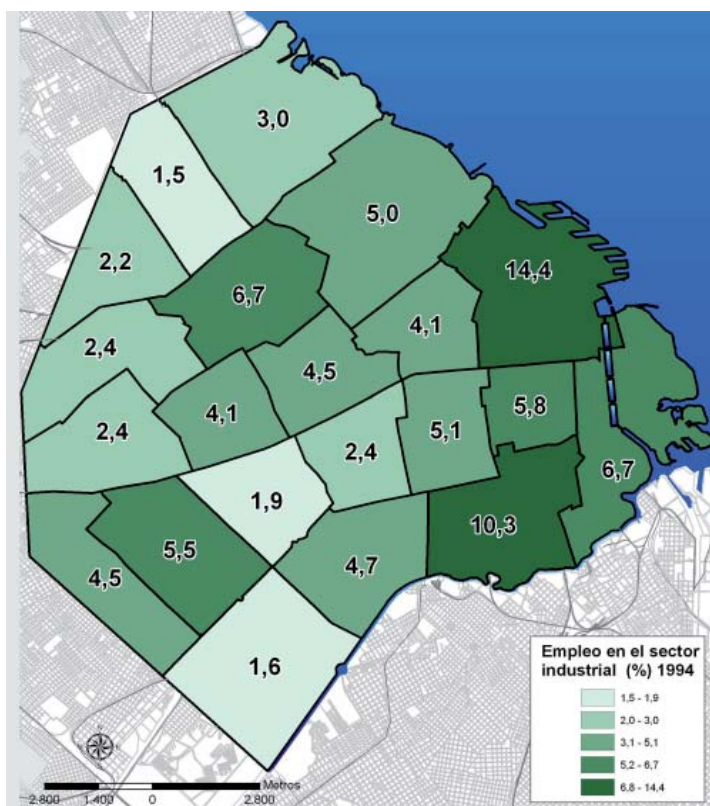 3,0
1,5
5,0
2,2
14,4
6,7
4,1
2,4
4,5
4,1
5,8
2,4
5,1
2,4
6,7
1,9
10,3
5,5
4,7
4,5
1,6
Empleo en el sector
industrial (%) 1994
1,5 - 1,9
2,0 - 3,0
3,1 - 5,1
5,2 - 6,7
6,8 - 14,4
Metros
2.800 1.400 0 2.800